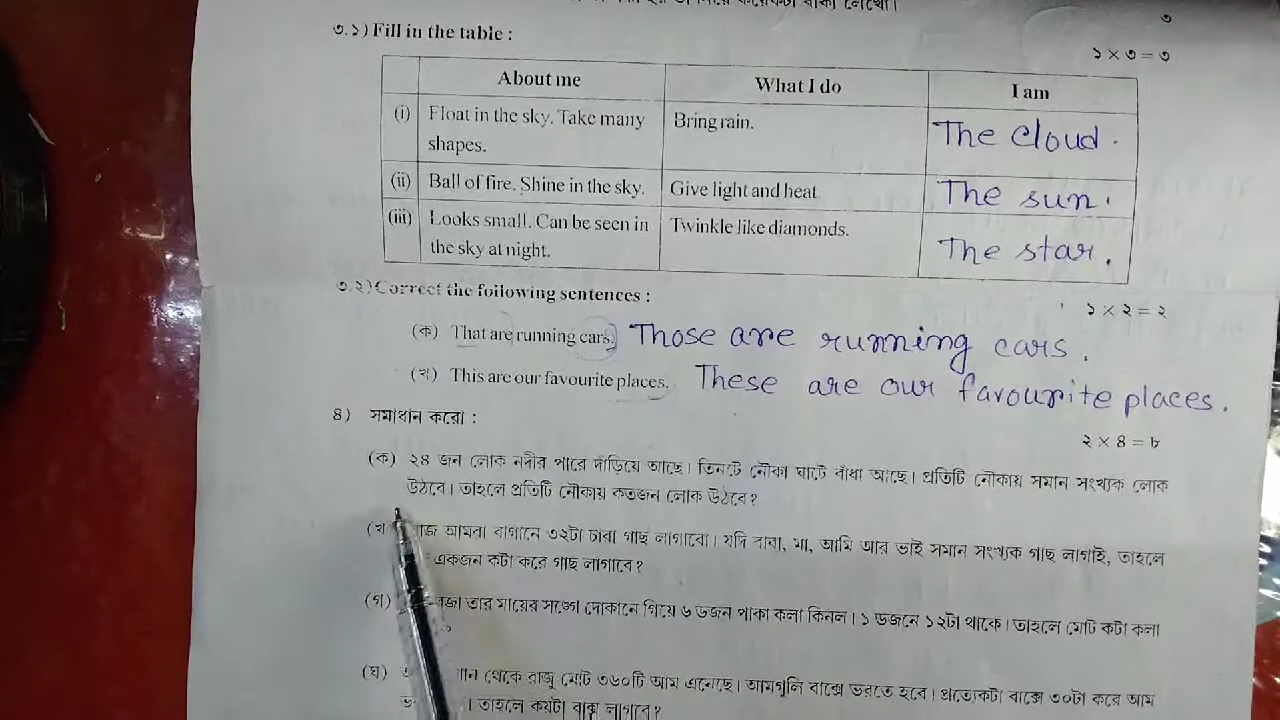 ৩
৩.১) Fill in the table :
১ × ৩ = ৩
About me What I do I am
(i) Float in the sky. Take many shapes. Bring rain. The cloud.
(ii) Ball of fire. Shine in the sky. Give light and heat The sun.
(iii) Looks small. Can be seen in the sky at night. Twinkle like diamonds. The star.
৩.২) Correct the following sentences :
১ × ২ = ২
(ক) That are running cars. Those are running cars.
(খ) This are our favourite places. These are our favourite places.
৪) সমাধান করো :
২ × ৪ = ৮
(ক) ২৪ জন লোক নদীর পারে দাঁড়িয়ে আছে। তিনটে নৌকা ঘাটে বাঁধা আছে। প্রতিটি নৌকায় সমান সংখ্যক লোক
উঠবে। তাহলে প্রতিটি নৌকায় কতজন লোক উঠবে?
(খ) আমরা বাগানে ৩২টা চারা গাছ লাগাবো। যদি বাবা, মা, আমি আর ভাই সমান সংখ্যক গাছ লাগাই, তাহলে
একজন কটা করে গাছ লাগাবে?
(গ) তার মায়ের সঙ্গে দোকানে গিয়ে ৬ ডজন পাকা কলা কিনল। ১ ডজনে ১২টা থাকে। তাহলে মোট কটা কলা
(ঘ) থেকে রাজু মোট ৩৬০টি আম এনেছে। আমগুলি বাক্সে ভরতে হবে। প্রত্যেকটা বাক্সে ৩০টা করে আম
। তাহলে কয়টা বাক্স লাগবে?